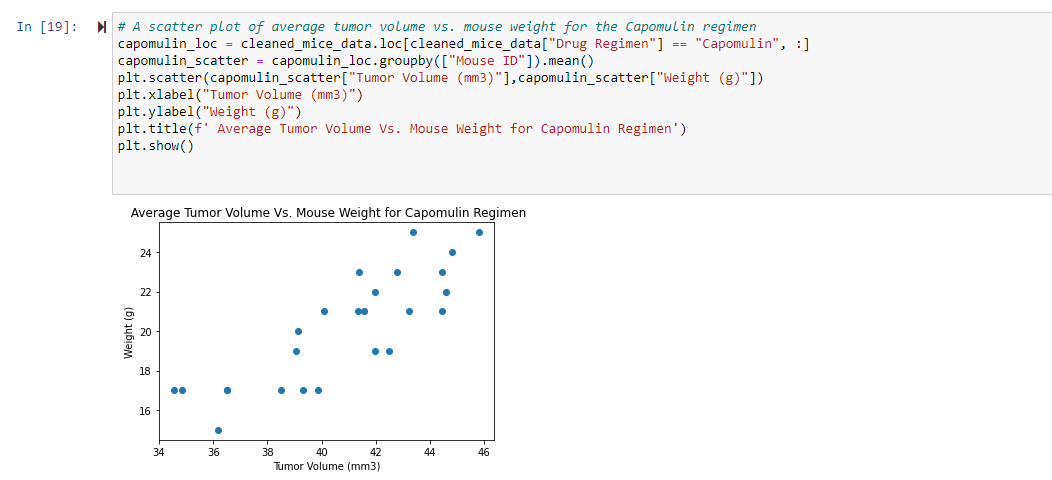 In [19]:
# A scatter plot of average tumor volume vs. mouse weight for the Capomulin regimen
capomulin_loc = cleaned_mice_data.loc[cleaned_mice_data["Drug Regimen"] == "Capomulin", :]
capomulin_scatter = capomulin_loc.groupby(["Mouse ID"]).mean()
plt.scatter(capomulin_scatter["Tumor Volume (mm3)"],capomulin_scatter["Weight (g)"])
plt.xlabel("Tumor Volume (mm3)")
plt.ylabel("Weight (g)")
plt.title(f' Average Tumor Volume Vs. Mouse Weight for Capomulin Regimen')
plt.show()
Average Tumor Volume Vs. Mouse Weight for Capomulin Regimen
24
22
20
18
16
Weight (g)
34 36 38 40 42 44 46
Tumor Volume (mm3)